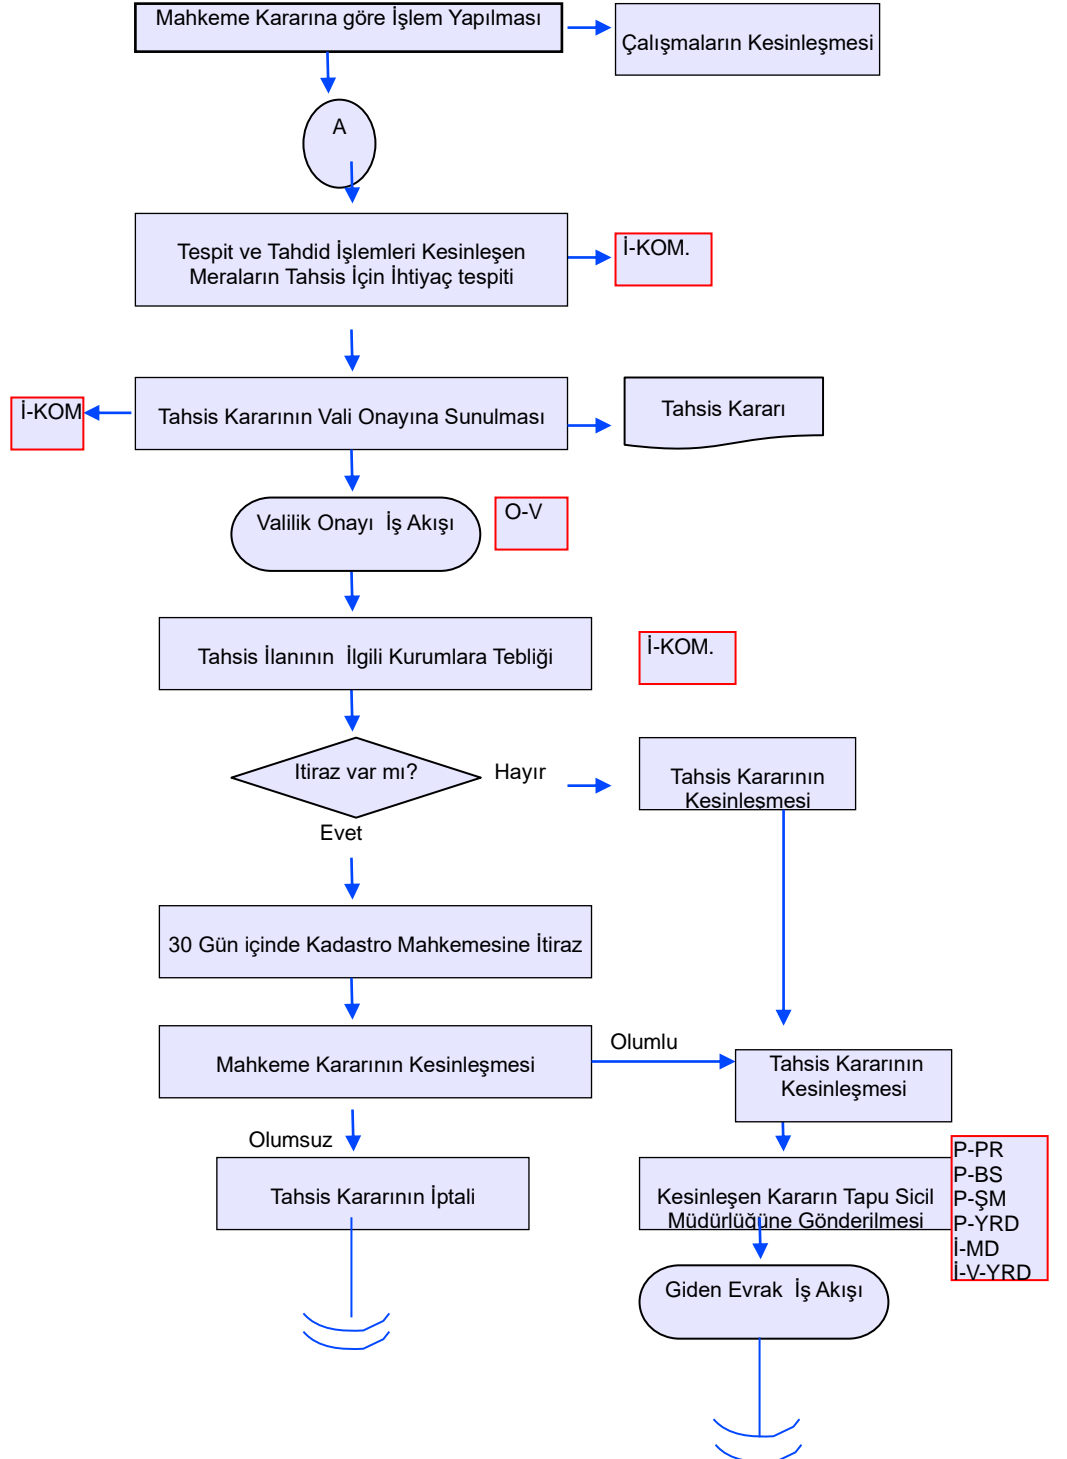 Mahkeme Kararına göre İşlem Yapılması
Çalışmaların Kesinleşmesi
A
Tespit ve Tahdid İşlemleri Kesinleşen
Meraların Tahsis İçin İhtiyaç tespiti
İ-KOM.
İ-KOM
Tahsis Kararının Vali Onayına Sunulması
Tahsis Kararı
Valilik Onayı İş Akışı
O-V
Tahsis İlanının İlgili Kurumlara Tebliği
İ-KOM.
Itiraz var mı?
Hayır
Tahsis Kararının
Kesinleşmesi
Evet
30 Gün içinde Kadastro Mahkemesine İtiraz
Mahkeme Kararının Kesinleşmesi
Olumlu
Tahsis Kararının
Kesinleşmesi
Olumsuz
Tahsis Kararının İptali
Kesinleşen Kararın Tapu Sicil
Müdürlüğüne Gönderilmesi
P-PR
P-BS
P-ŞM
P-YRD
İ-MD
İ-V-YRD
Giden Evrak İş Akışı